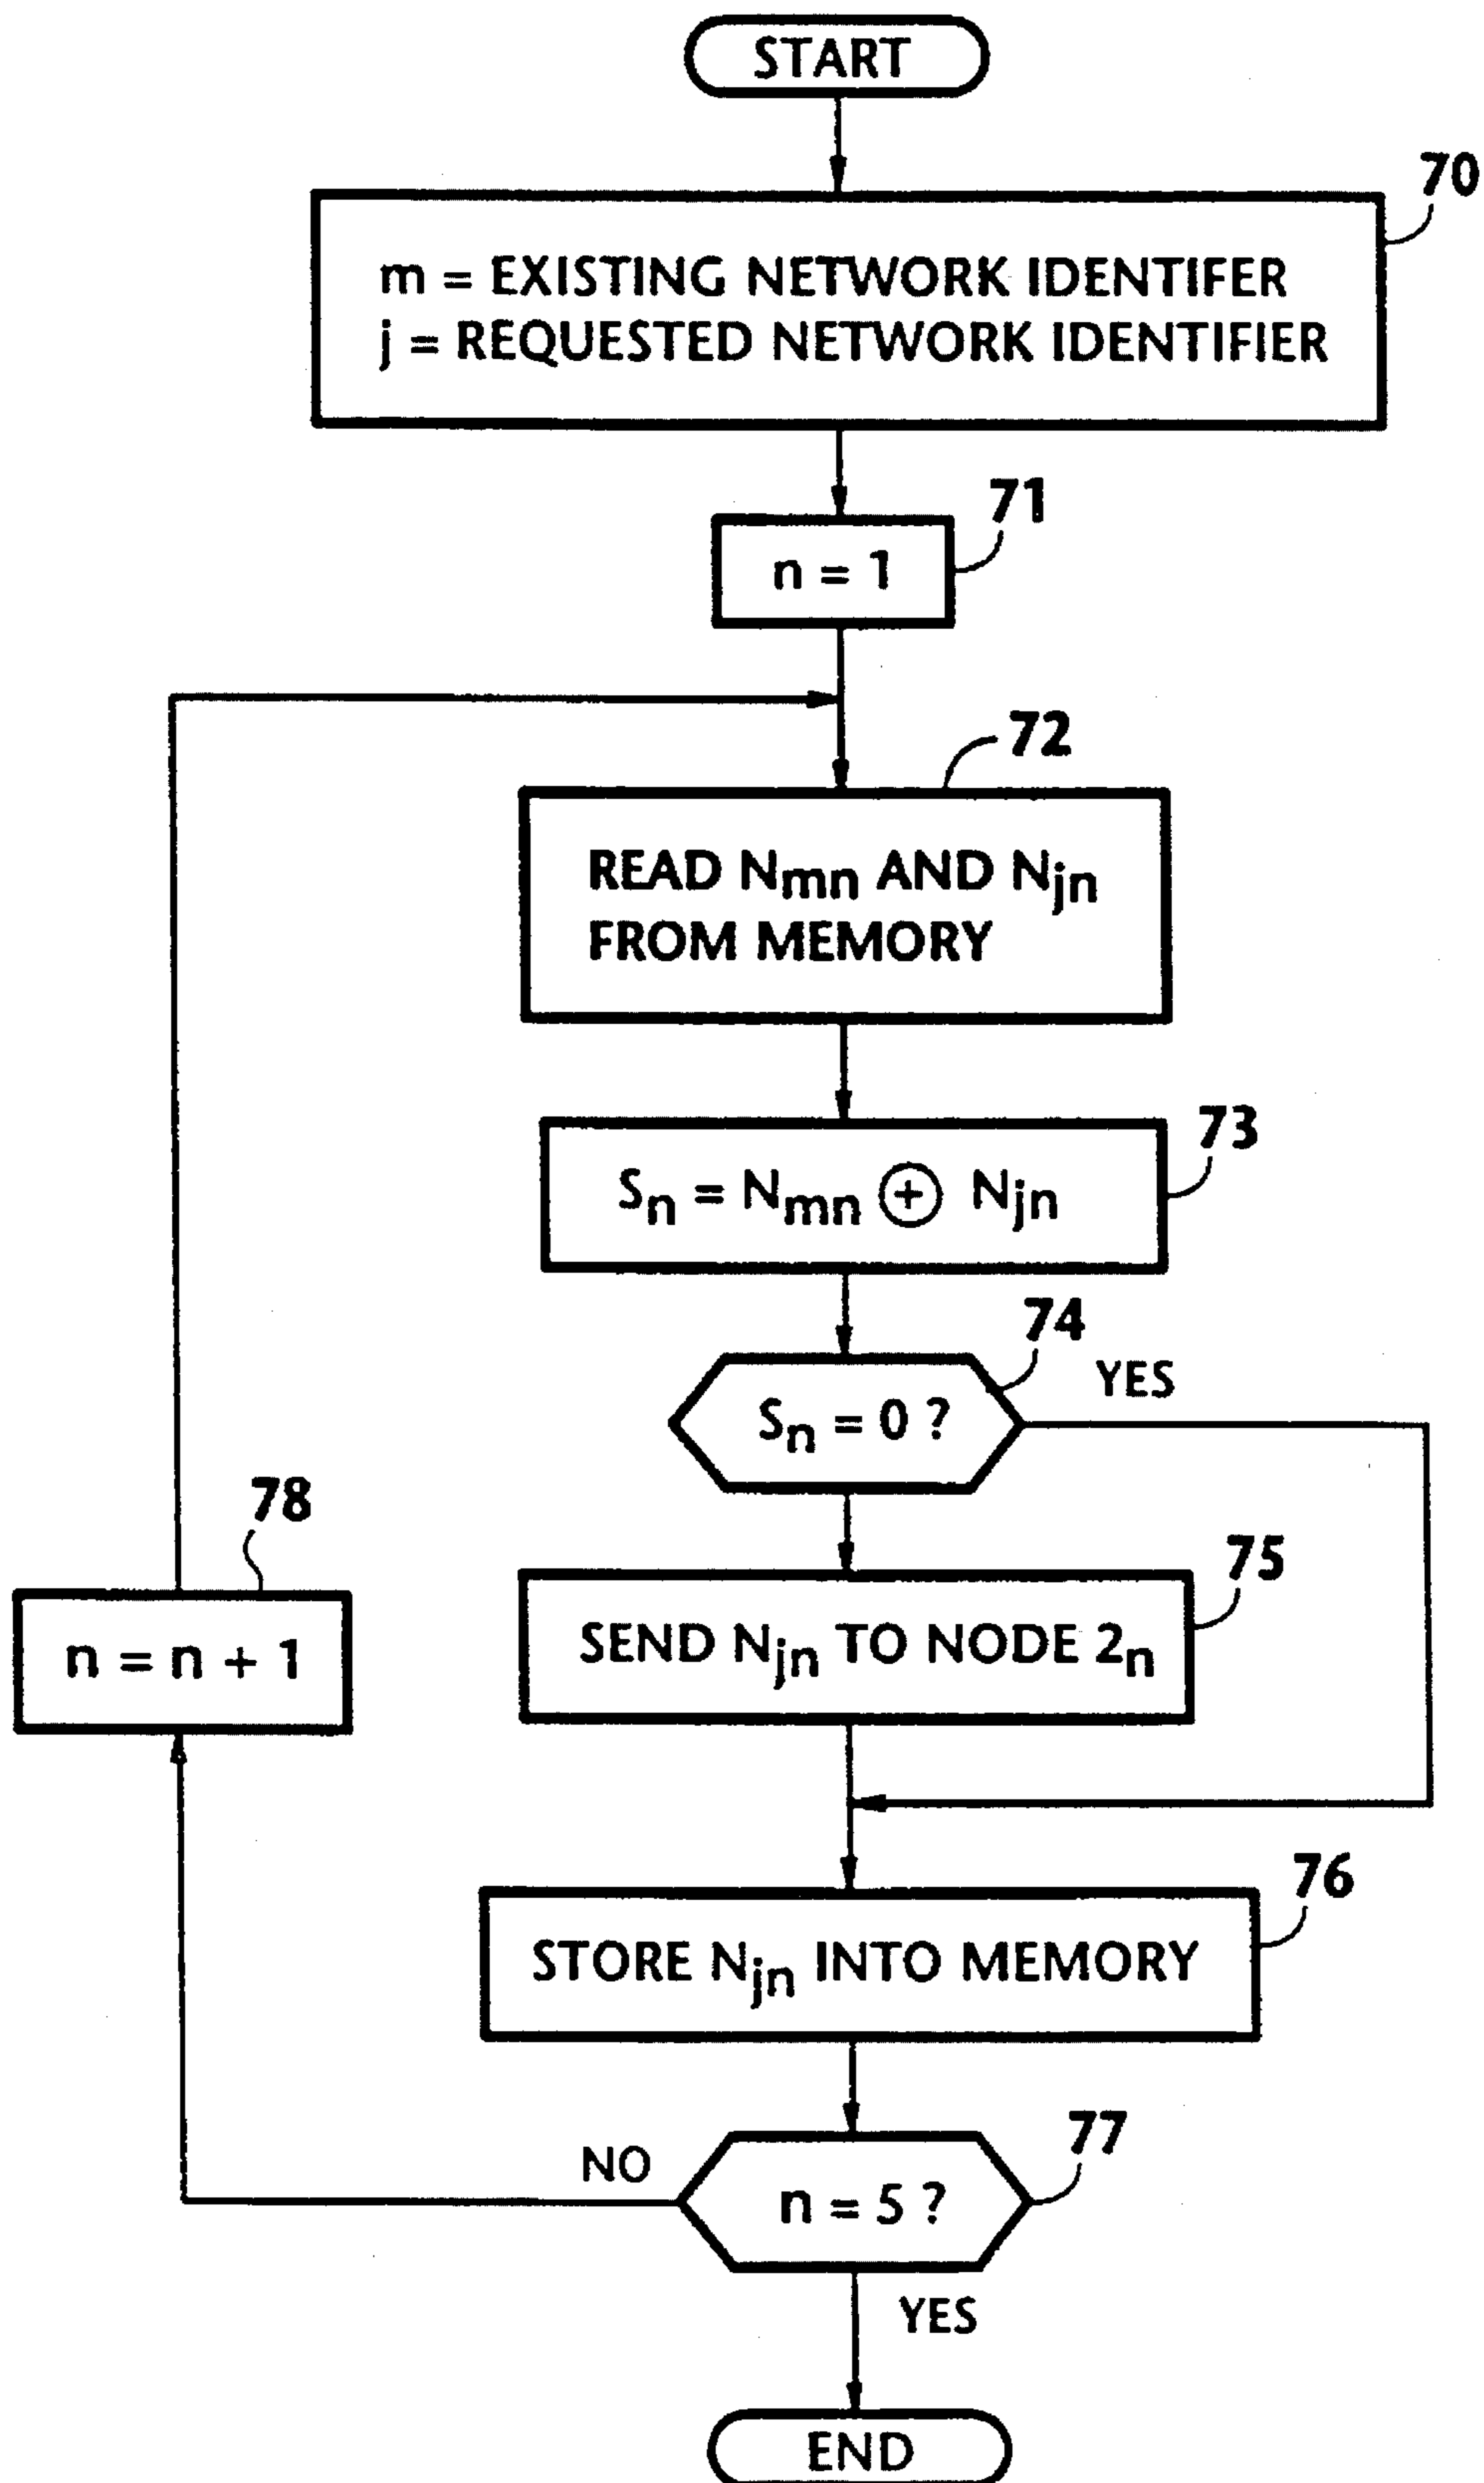 START
70
m = EXISTING NETWORK IDENTIFER
j = REQUESTED NETWORK IDENTIFIER
71
n = 1
72
READ Nmn AND Njn
FROM MEMORY
73
Sn = Nmn ⊕ Njn
74
YES
Sn = 0 ?
78
75
n = n + 1
SEND Njn TO NODE 2n
76
STORE Njn INTO MEMORY
77
NO
n = 5 ?
YES
END